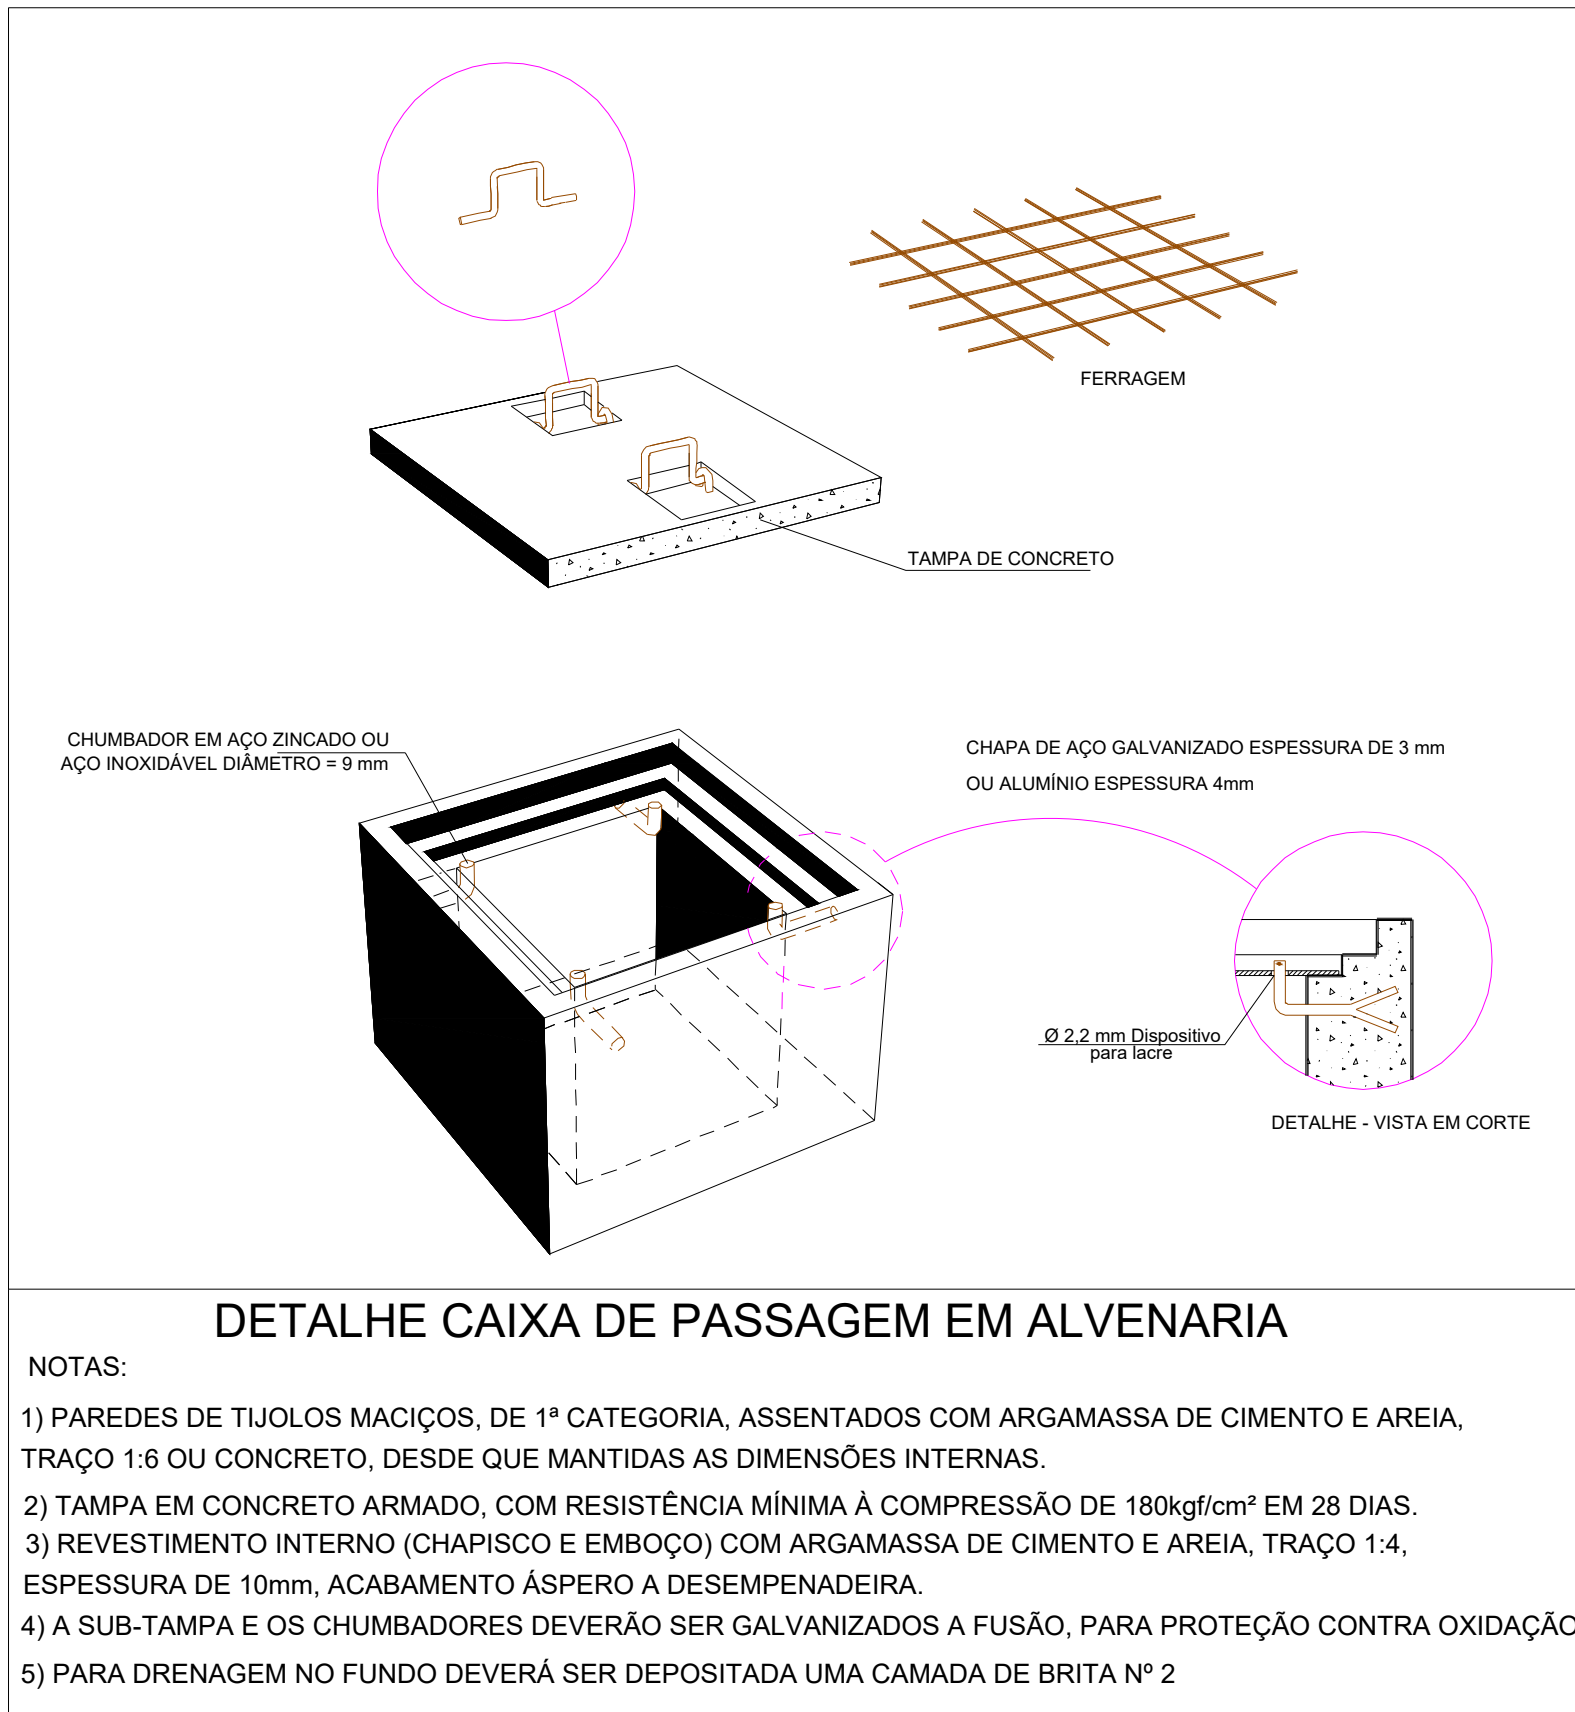 FERRAGEM
TAMPA DE CONCRETO
CHUMBADOR EM AÇO ZINCADO OU
AÇO INOXIDÁVEL DIÂMETRO = 9 mm
CHAPA DE AÇO GALVANIZADO ESPESSURA DE 3 mm
OU ALUMÍNIO ESPESSURA 4mm
Ø 2,2 mm Dispositivo
para lacre
DETALHE - VISTA EM CORTE
DETALHE CAIXA DE PASSAGEM EM ALVENARIA
NOTAS:
1) PAREDES DE TIJOLOS MACIÇOS, DE 1ª CATEGORIA, ASSENTADOS COM ARGAMASSA DE CIMENTO E AREIA,
TRAÇO 1:6 OU CONCRETO, DESDE QUE MANTIDAS AS DIMENSÕES INTERNAS.
2) TAMPA EM CONCRETO ARMADO, COM RESISTÊNCIA MÍNIMA À COMPRESSÃO DE 180kgf/cm² EM 28 DIAS.
3) REVESTIMENTO INTERNO (CHAPISCO E EMBOÇO) COM ARGAMASSA DE CIMENTO E AREIA, TRAÇO 1:4,
ESPESSURA DE 10mm, ACABAMENTO ÁSPERO A DESEMPENADEIRA.
4) A SUB-TAMPA E OS CHUMBADORES DEVERÃO SER GALVANIZADOS A FUSÃO, PARA PROTEÇÃO CONTRA OXIDAÇÃO
5) PARA DRENAGEM NO FUNDO DEVERÁ SER DEPOSITADA UMA CAMADA DE BRITA Nº 2